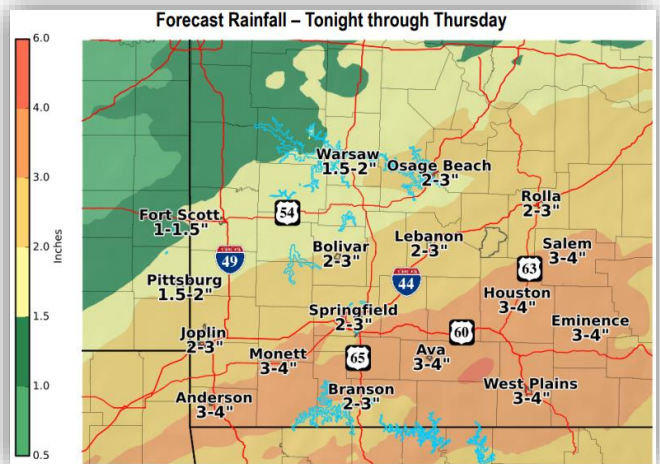 Forecast Rainfall – Tonight through Thursday
6.0
4.0
3.0
2.0
1.5
1.0
0.5
Inches
Warsaw
1.5-2"
Osage Beach
2-3"
Rolla
2-3"
Fort Scott
1-1.5"
54
Bolivar
2-3"
Lebanon
2-3"
Salem
3-4"
49
63
Pittsburg
1.5-2"
44
Houston
3-4"
Springfield
2-3"
Eminence
3-4"
Joplin
2-3"
60
Monett
3-4"
65
Ava
3-4"
Anderson
3-4"
Branson
2-3"
West Plains
3-4"